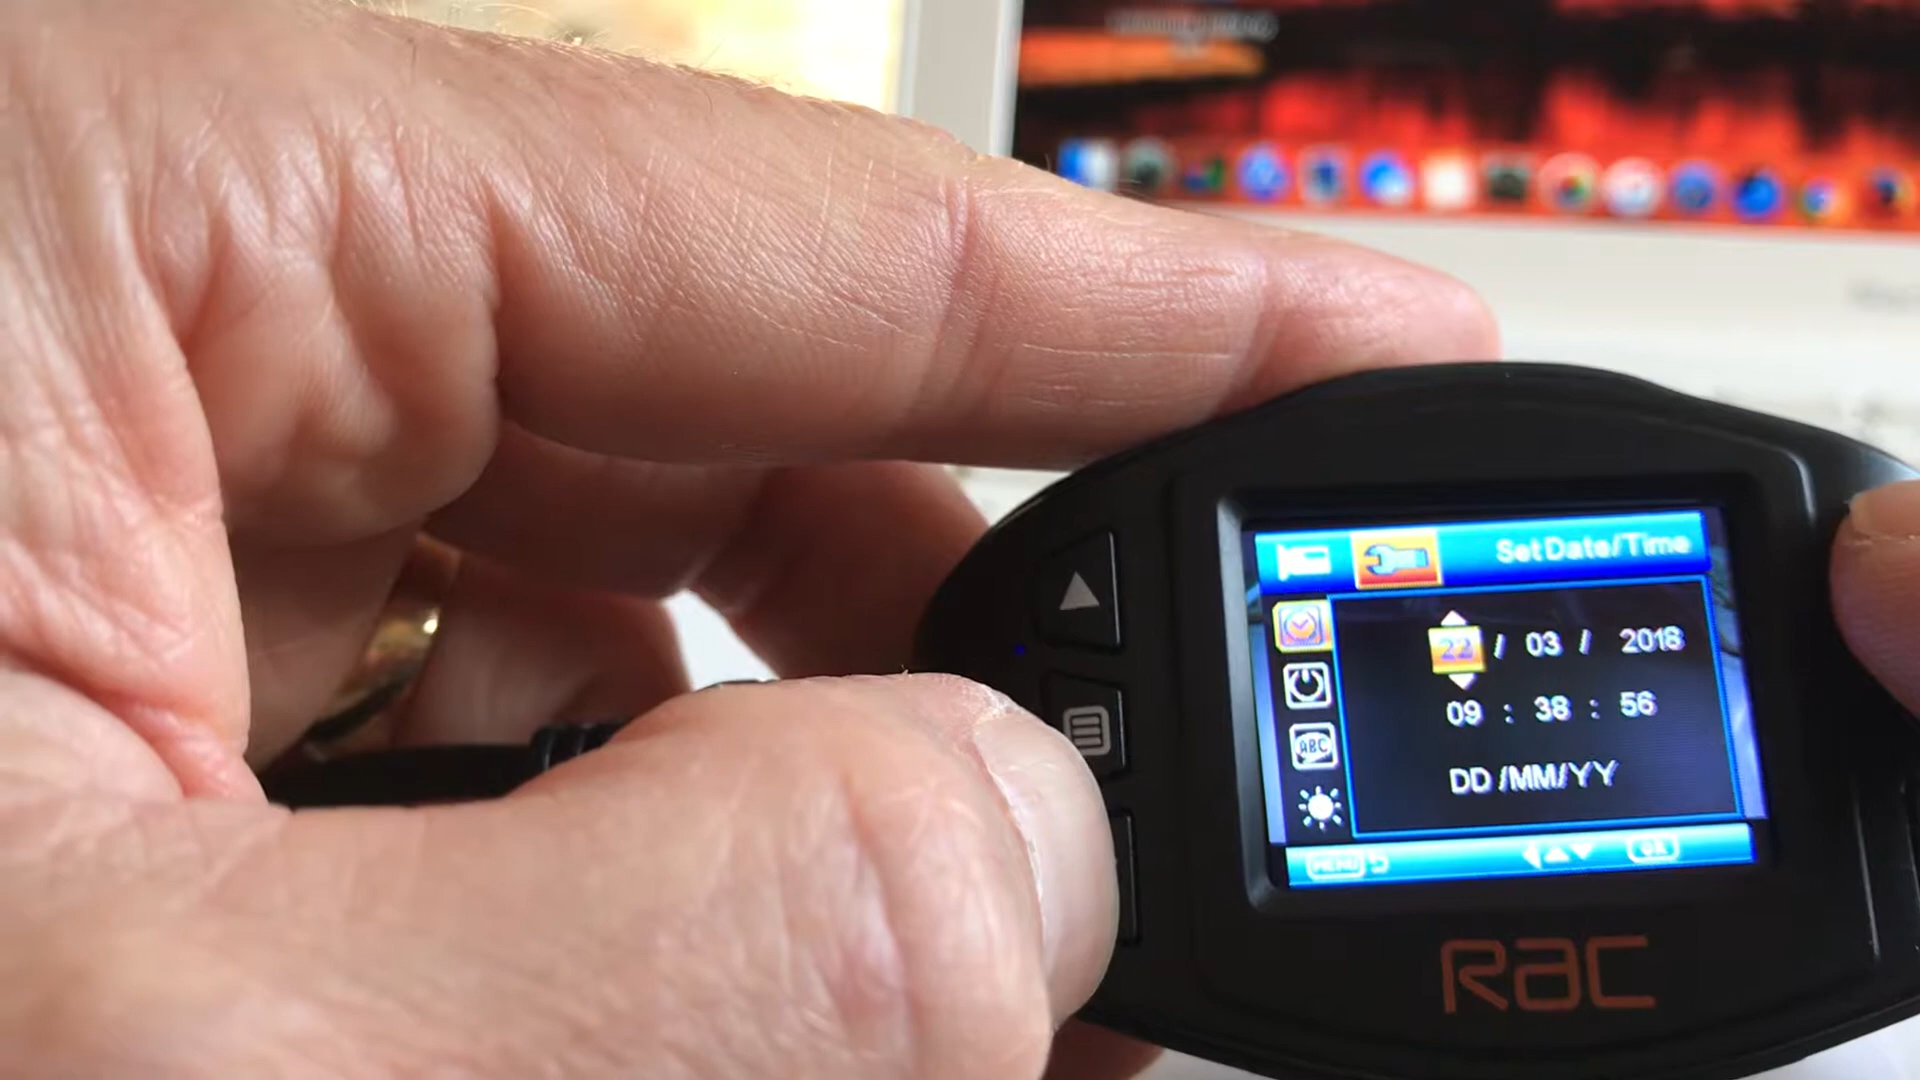 Set Date/Time
22 / 03 / 2018
09 : 38 : 56
ABC
DD/MM/YY
MENU OK
RAC